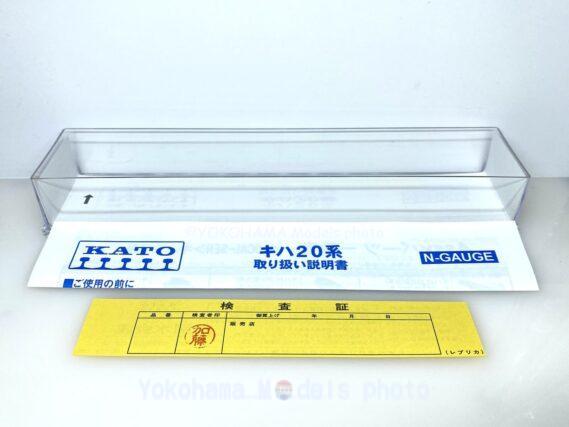 ©YOKOHAMA Models photo
KATO
キハ20系
取り扱い説明書
N-GAUGE
■ご使用の前に
検査証
品番 検査者印 御買上げ 年 月 日
加藤
販売店
(レプリカ)
Yokohama Models photo